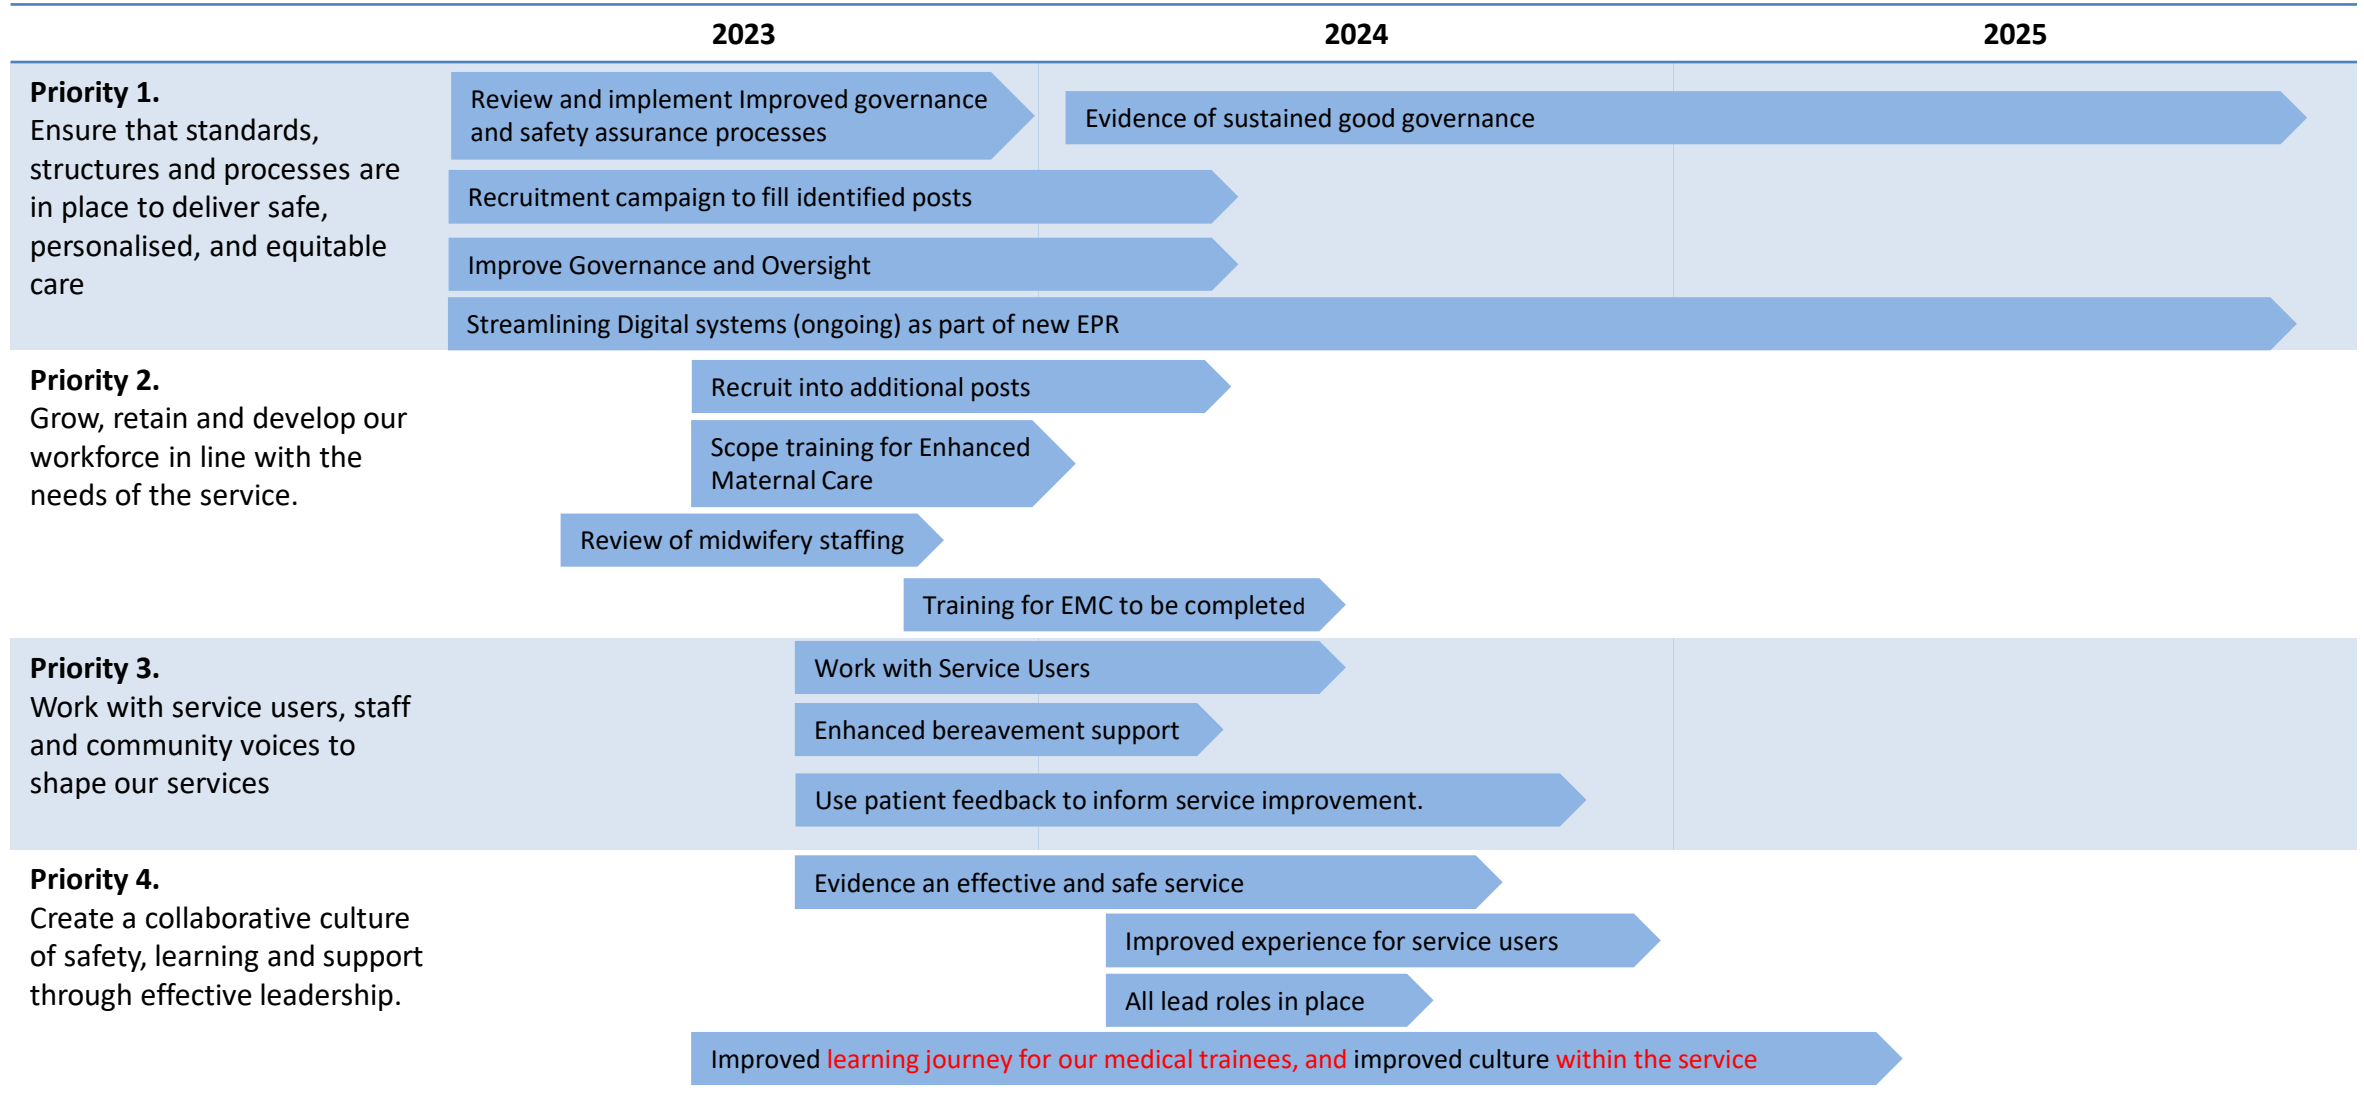 2023 2024 2025
Priority 1.
Ensure that standards,
structures and processes are
in place to deliver safe,
personalised, and equitable
care
Review and implement Improved governance
and safety assurance processes
Evidence of sustained good governance
Recruitment campaign to fill identified posts
Improve Governance and Oversight
Streamlining Digital systems (ongoing) as part of new EPR
Priority 2.
Grow, retain and develop our
workforce in line with the
needs of the service.
Recruit into additional posts
Scope training for Enhanced
Maternal Care
Review of midwifery staffing
Training for EMC to be completed
Priority 3.
Work with service users, staff
and community voices to
shape our services
Work with Service Users
Enhanced bereavement support
Use patient feedback to inform service improvement.
Priority 4.
Create a collaborative culture
of safety, learning and support
through effective leadership.
Evidence an effective and safe service
Improved experience for service users
All lead roles in place
Improved learning journey for our medical trainees, and improved culture within the service